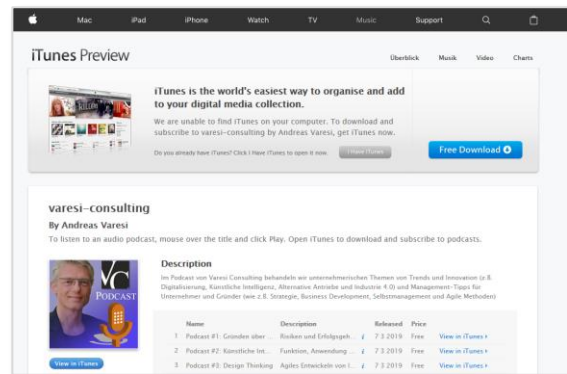 Mac iPad iPhone Watch TV Music Support
iTunes Preview
Überblick Musik Video Charts
iTunes is the world's easiest way to organise and add
to your digital media collection.
We are unable to find iTunes on your computer. To download and
subscribe to varesi-consulting by Andreas Varesi, get iTunes now.
Do you already have iTunes? Click I Have iTunes to open it now.
I Have iTunes
Free Download
varesi-consulting
By Andreas Varesi
To listen to an audio podcast, mouse over the title and click Play. Open iTunes to download and subscribe to podcasts.
VC
PODCAST
View in iTunes
Description
Im Podcast von Varesi Consulting behandeln wir unternehmerischen Themen von Trends und Innovation (z.B.
Digitalisierung, Künstliche Intelligenz, Alternative Antriebe und Industrie 4.0) und Management-Tipps für
Unternehmer und Gründer (wie z.B. Strategie, Business Development, Selbstmanagement und Agile Methoden)
Name Description Released Price
1 Podcast #1: Gründen über ... Risiken und Erfolgsgeh... i 7 3 2019 Free View in iTunes
2 Podcast #2: Künstliche Int... Funktion, Anwendung ... i 7 3 2019 Free View in iTunes
3 Podcast #3: Design Thinking Agiles Entwickeln von I... i 7 3 2019 Free View in iTunes